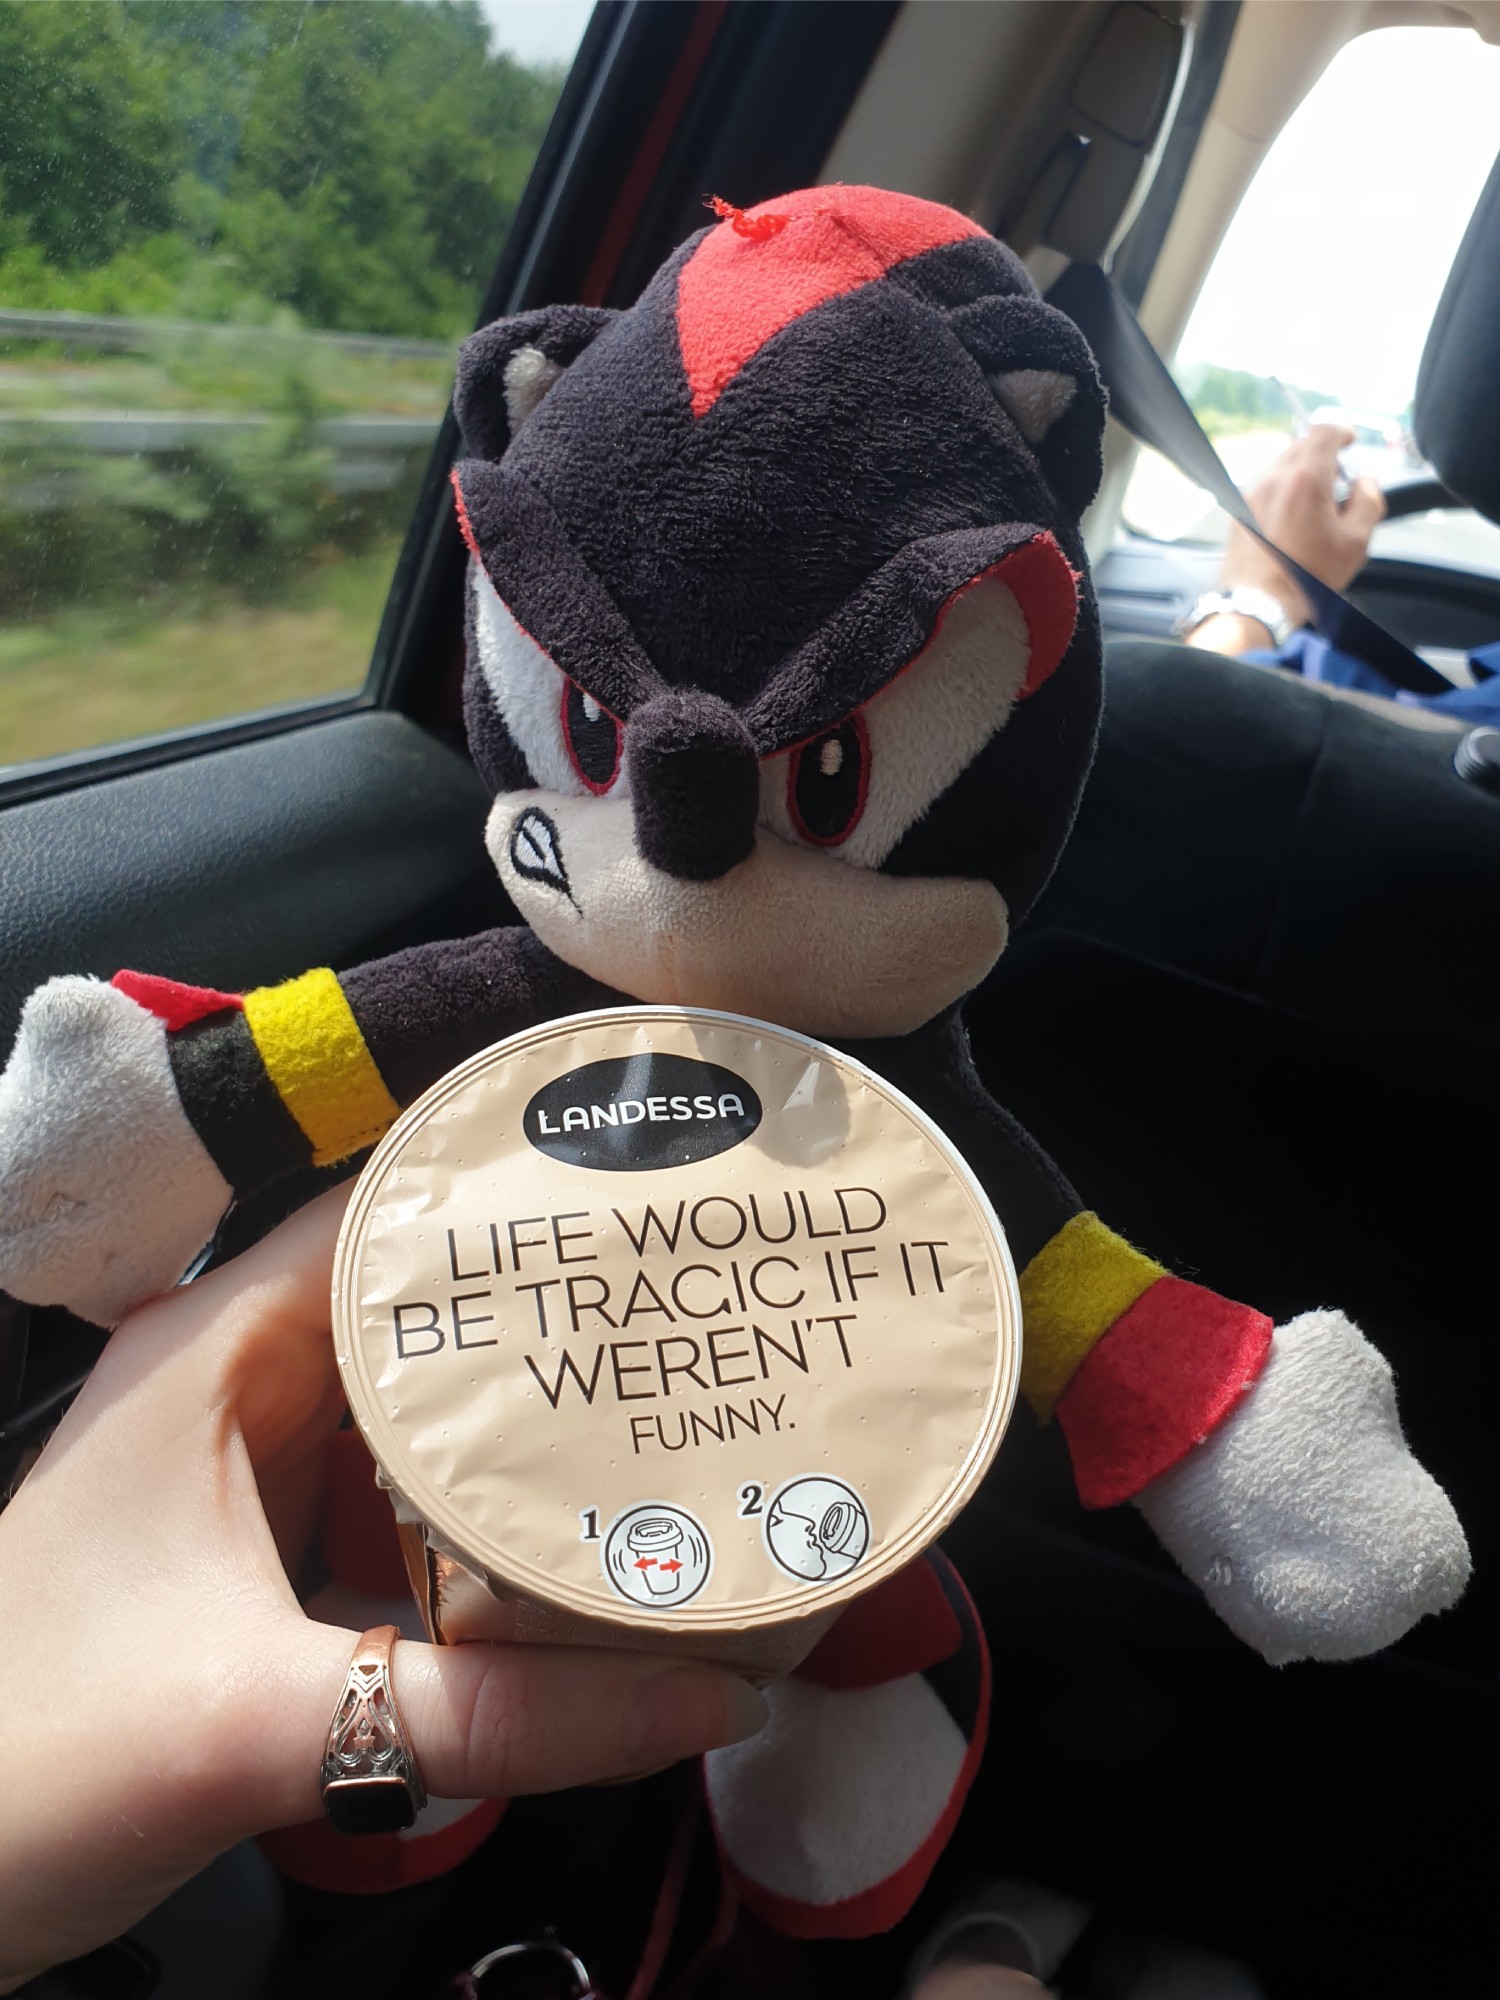 LANDESSA
LIFE WOULD
BE TRAGIC IF IT
WEREN'T
FUNNY.
1
2